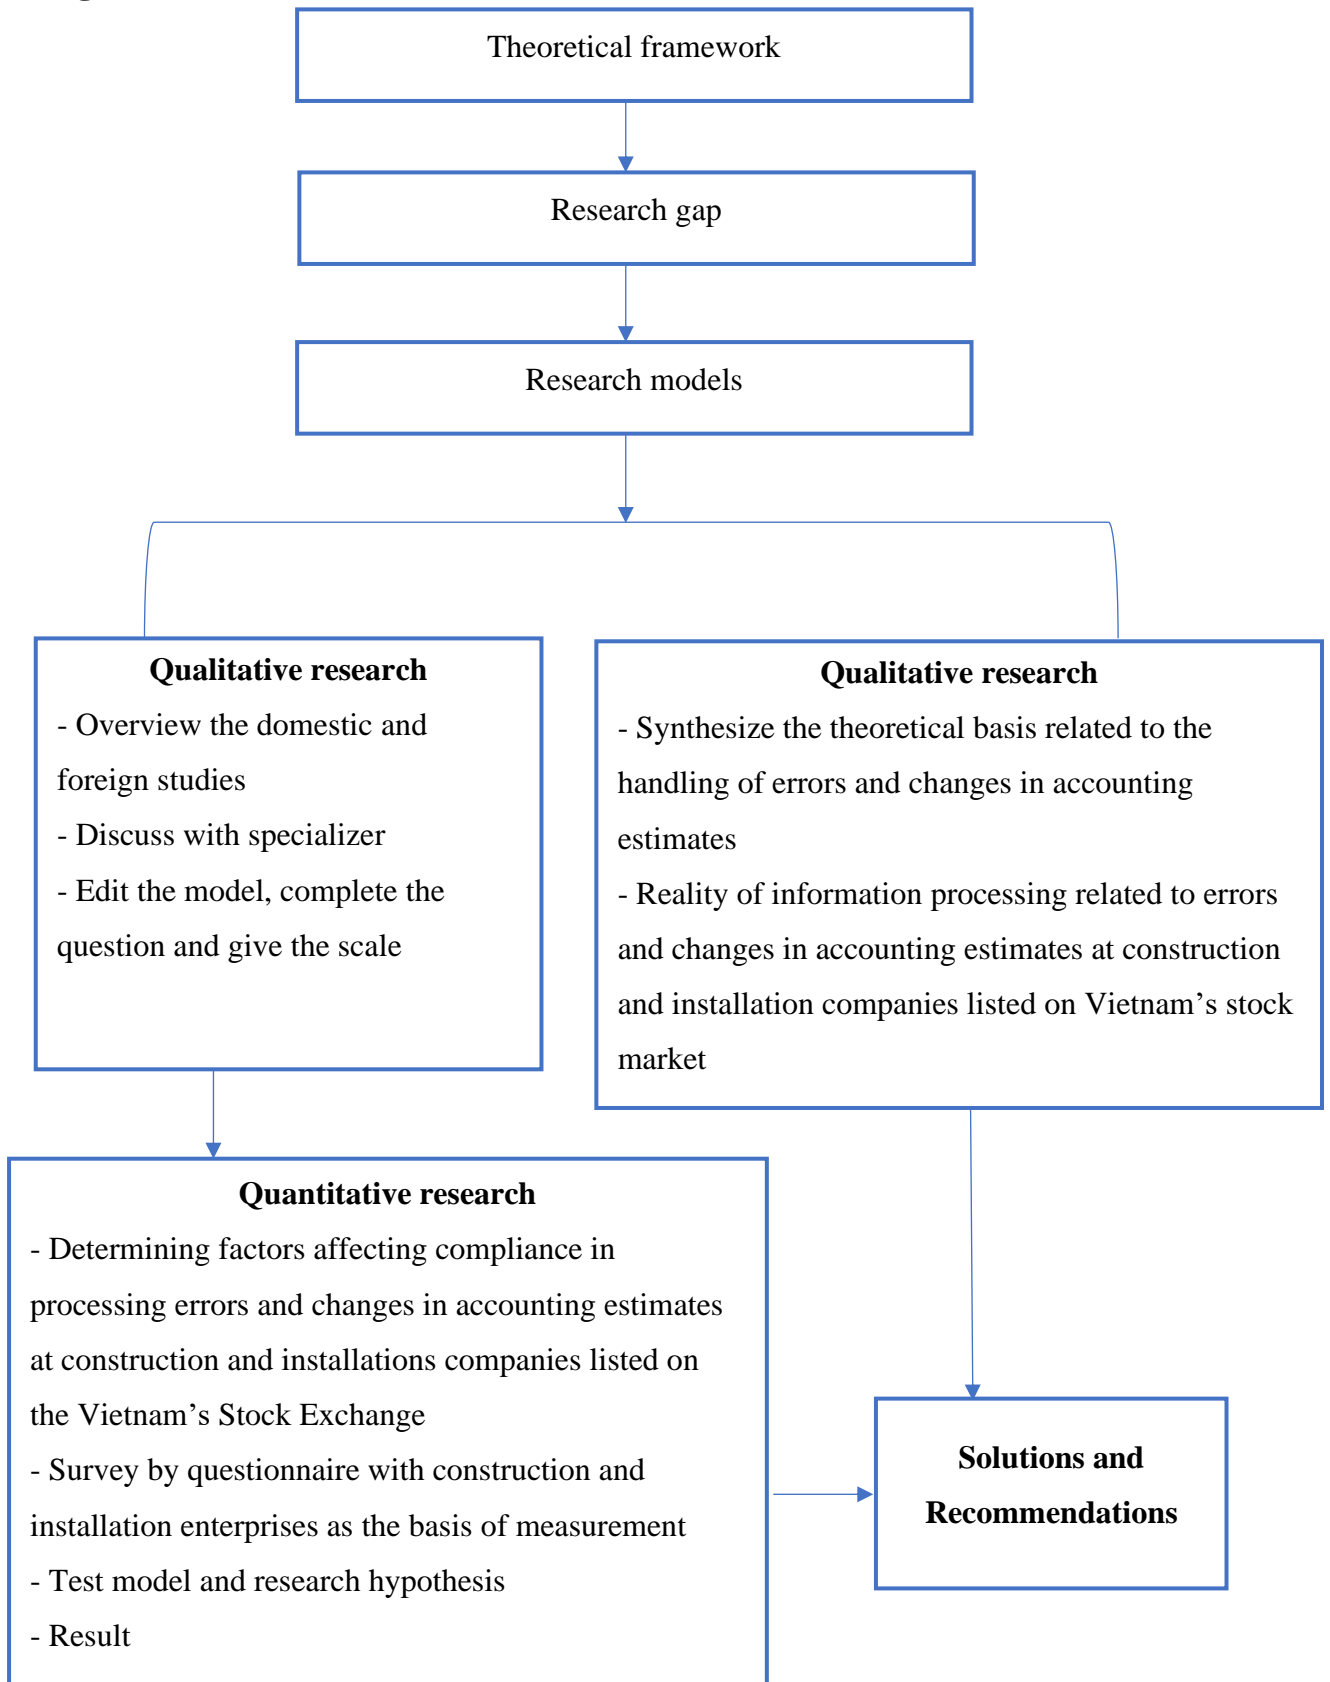 Theoretical framework
Research gap
Research models
Qualitative research
- Overview the domestic and
foreign studies
- Discuss with specializer
- Edit the model, complete the
question and give the scale
Qualitative research
- Synthesize the theoretical basis related to the
handling of errors and changes in accounting
estimates
- Reality of information processing related to errors
and changes in accounting estimates at construction
and installation companies listed on Vietnam’s stock
market
Quantitative research
- Determining factors affecting compliance in
processing errors and changes in accounting estimates
at construction and installations companies listed on
the Vietnam’s Stock Exchange
- Survey by questionnaire with construction and
installation enterprises as the basis of measurement
- Test model and research hypothesis
- Result
Solutions and
Recommendations